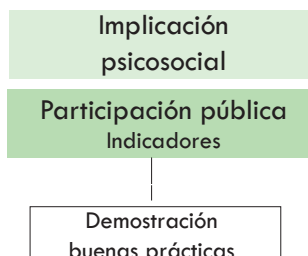 Implicación
psicosocial
Participación pública
Indicadores
Demostración
buenas prácticas